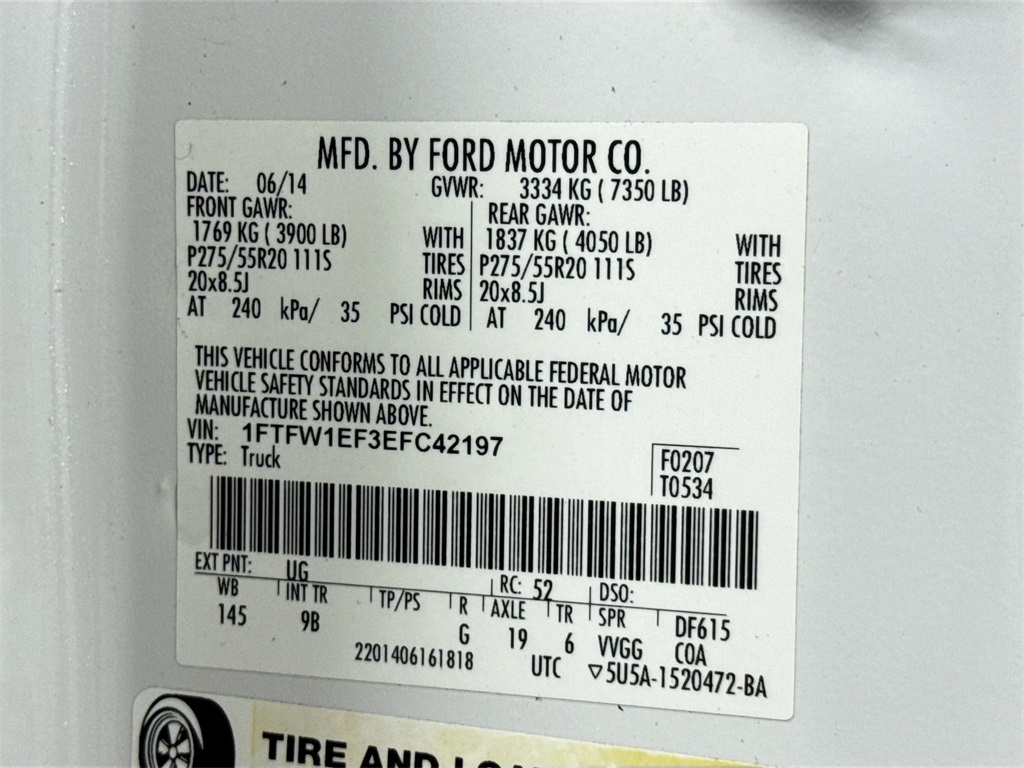 MFD. BY FORD MOTOR CO.
DATE: 06/14 GVWR: 3334 KG ( 7350 LB)
FRONT GAWR: REAR GAWR:
1769 KG ( 3900 LB) WITH 1837 KG ( 4050 LB) WITH
P275/55R20 111S TIRES P275/55R20 111S TIRES
20x8.5J RIMS 20x8.5J RIMS
AT 240 kPa/ 35 PSI COLD AT 240 kPa/ 35 PSI COLD
THIS VEHICLE CONFORMS TO ALL APPLICABLE FEDERAL MOTOR
VEHICLE SAFETY STANDARDS IN EFFECT ON THE DATE OF
MANUFACTURE SHOWN ABOVE.
VIN: 1FTFW1EF3EFC42197
TYPE: Truck
F0207
T0534
EXT PNT: UG RC: 52 DSO:
WB INT TR TP/PS R AXLE TR SPR DF615
145 9B G 19 6 VVGG COA
2201406161818 UTC ▽5U5A-1520472-BA
TIRE AND